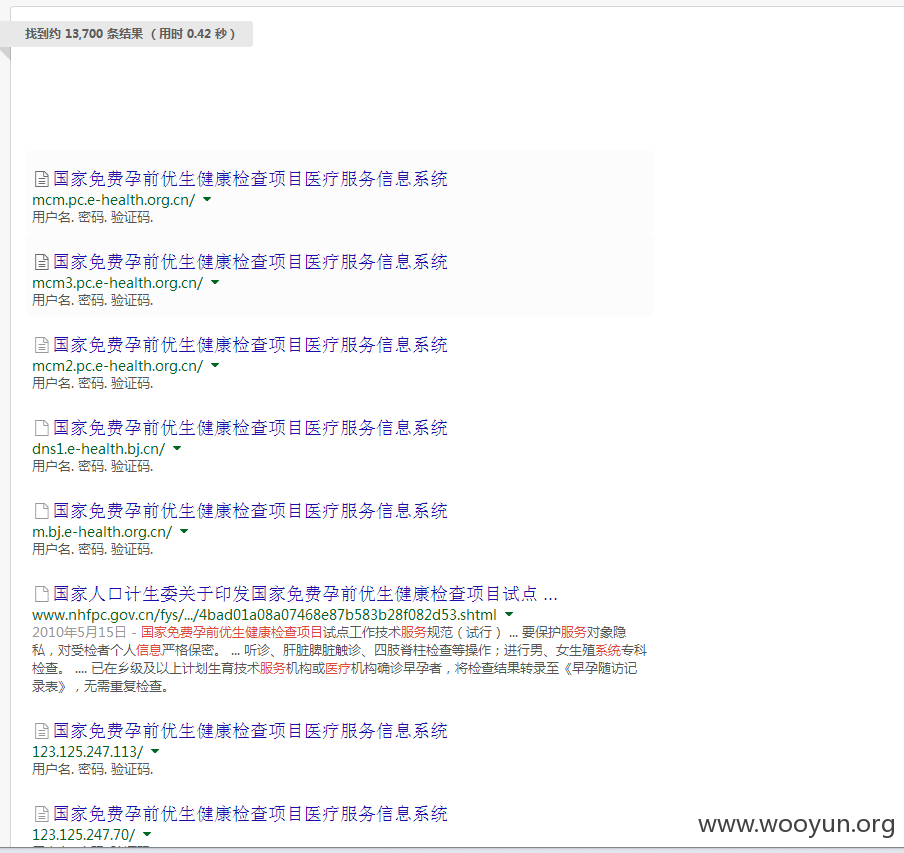 找到约 13,700 条结果 （用时 0.42 秒）
国家免费孕前优生健康检查项目医疗服务信息系统
mcm.pc.e-health.org.cn/
用户名. 密码. 验证码.
国家免费孕前优生健康检查项目医疗服务信息系统
mcm3.pc.e-health.org.cn/
用户名. 密码. 验证码.
国家免费孕前优生健康检查项目医疗服务信息系统
mcm2.pc.e-health.org.cn/
用户名. 密码. 验证码.
国家免费孕前优生健康检查项目医疗服务信息系统
dns1.e-health.bj.cn/
用户名. 密码. 验证码.
国家免费孕前优生健康检查项目医疗服务信息系统
m.bj.e-health.org.cn/
用户名. 密码. 验证码.
国家人口计生委关于印发国家免费孕前优生健康检查项目试点 ...
www.nhfpc.gov.cn/fys/.../4bad01a08a07468e87b583b28f082d53.shtml
2010年5月15日 - 国家免费孕前优生健康检查项目试点工作技术服务规范（试行） ... 要保护服务对象隐
私，对受检者个人信息严格保密。 ... 听诊、肝脏脾脏触诊、四肢脊柱检查等操作；进行男、女生殖系统专科
检查。 .... 已在乡级及以上计划生育技术服务机构或医疗机构确诊早孕者，将检查结果转录至《早孕随访记
录表》，无需重复检查。
国家免费孕前优生健康检查项目医疗服务信息系统
123.125.247.113/
用户名. 密码. 验证码.
国家免费孕前优生健康检查项目医疗服务信息系统
123.125.247.70/
www.wooyun.org